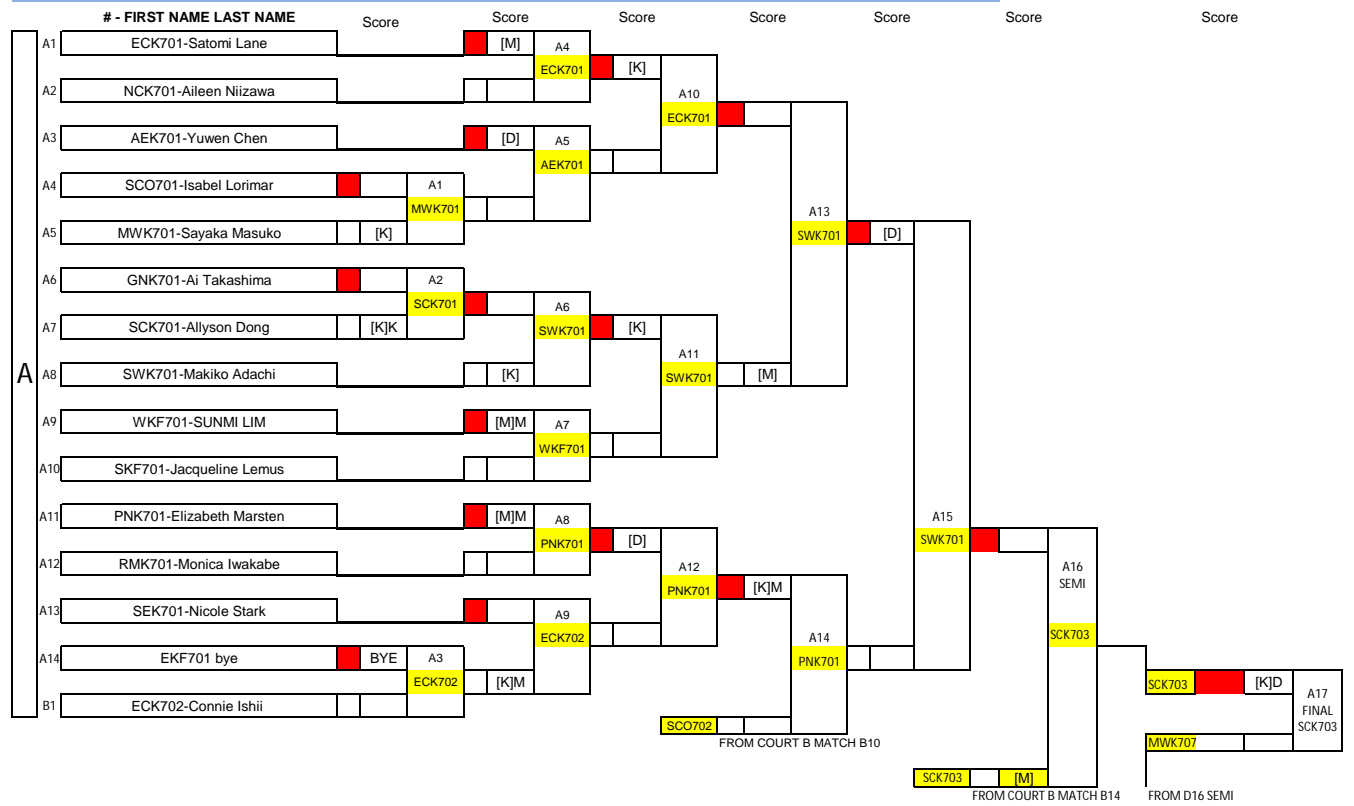 # - FIRST NAME LAST NAME Score Score Score Score Score Score Score
A1 ECK701-Satomi Lane [M] A4
ECK701 [K]
A2 NCK701-Aileen Niizawa A10
ECK701
A3 AEK701-Yuwen Chen [D] A5
AEK701
A4 SCO701-Isabel Lorimar A1
MWK701 A13
A5 MWK701-Sayaka Masuko [K] SWK701 [D]
A6 GNK701-Ai Takashima A2
SCK701 A6
A7 SCK701-Allyson Dong [K]K SWK701 [K]
A11
A A8 SWK701-Makiko Adachi [K] SWK701 [M]
A9 WKF701-SUNMI LIM [M]M A7
WKF701
A10 SKF701-Jacqueline Lemus
A11 PNK701-Elizabeth Marsten [M]M A8 A15
PNK701 [D] SWK701
A12 RMK701-Monica Iwakabe A12 A16
PNK701 [K]M SEMI
A13 SEK701-Nicole Stark A9
ECK702 A14 SCK703
A14 EKF701 bye BYE A3 PNK701
ECK702 [K]M SCK703 [K]D A17
B1 ECK702-Connie Ishii FINAL
SCO702 SCK703
FROM COURT B MATCH B10 MWK707
SCK703 [M]
FROM COURT B MATCH B14 FROM D16 SEMI